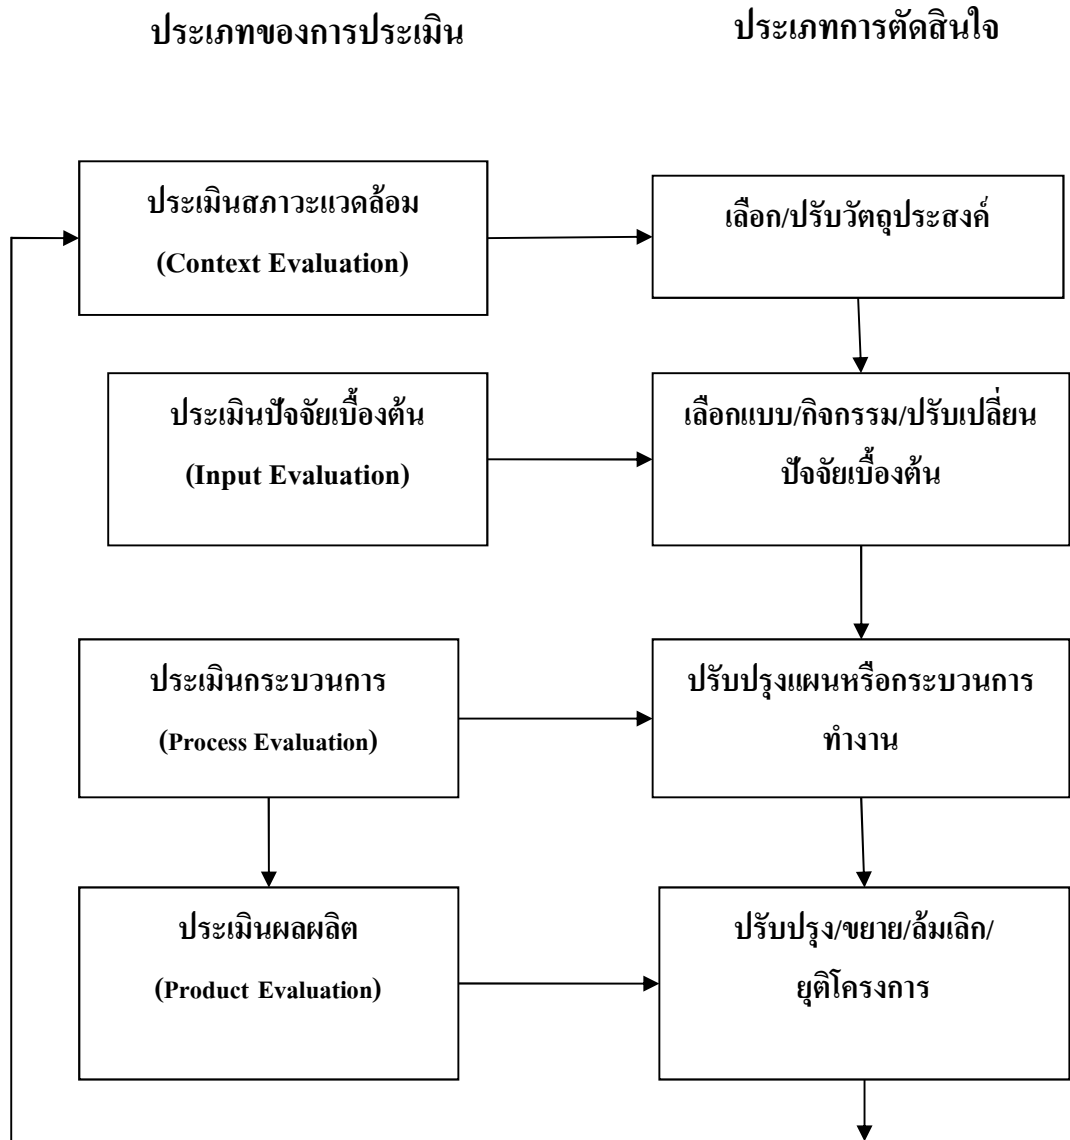 ประเภทของการประเมิน
ประเภทการตัดสินใจ
ประเมินสภาวะแวดล้อม
(Context Evaluation)
เลือก/ปรับวัตถุประสงค์
ประเมินปัจจัยเบื้องต้น
(Input Evaluation)
เลือกแบบ/กิจกรรม/ปรับเปลี่ยน
ปัจจัยเบื้องต้น
ประเมินกระบวนการ
(Process Evaluation)
ปรับปรุงแผนหรือกระบวนการ
ทำงาน
ประเมินผลผลิต
(Product Evaluation)
ปรับปรุง/ขยาย/ล้มเลิก/
ยุติโครงการ